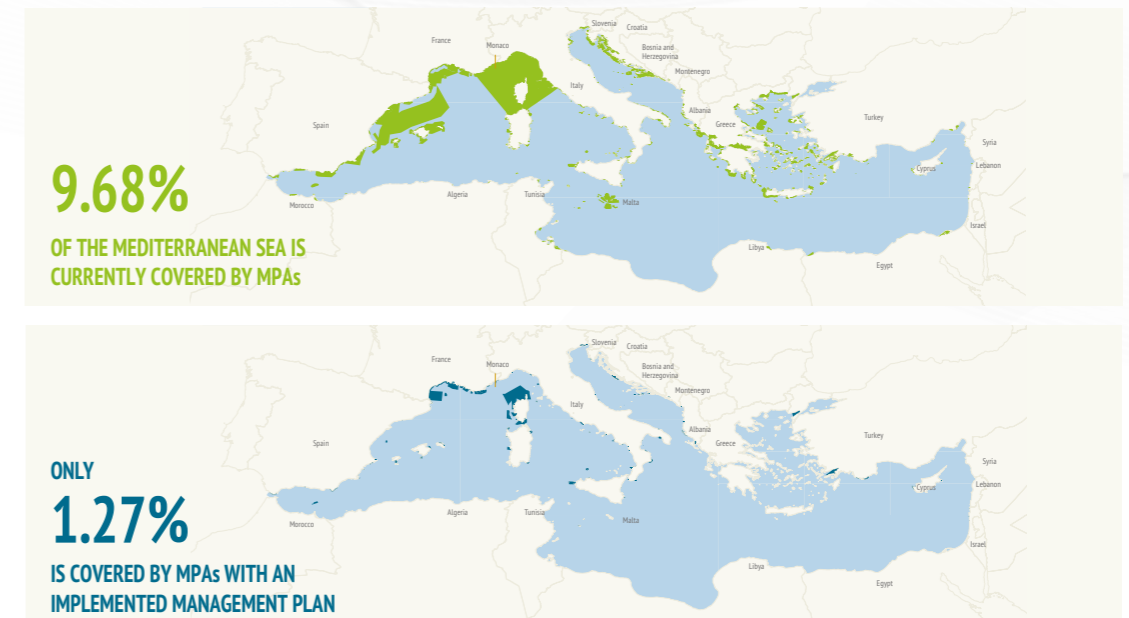 Slovenia
Croatia
France
Monaco
Bosnia and
Herzegovina
Montenegro
Italy
Albania
Spain
Greece
Turkey
Syria
Cyprus
Lebanon
9.68%
Morocco
Algeria
Tunisia
Malta
Israel
OF THE MEDITERRANEAN SEA IS
CURRENTLY COVERED BY MPAs
Libya
Egypt
Slovenia
Croatia
France
Monaco
Bosnia and
Herzegovina
Montenegro
Italy
Albania
Spain
Greece
Turkey
Syria
ONLY
Cyprus
Lebanon
1.27%
Morocco
Algeria
Tunisia
Malta
Israel
IS COVERED BY MPAs WITH AN
IMPLEMENTED MANAGEMENT PLAN
Libya
Egypt